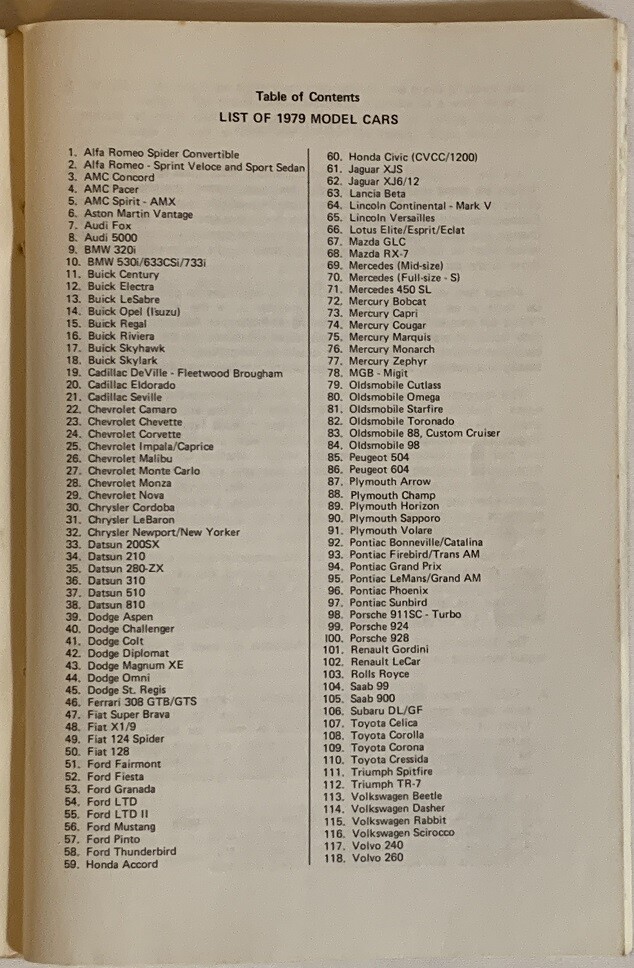 Table of Contents
LIST OF 1979 MODEL CARS
1. Alfa Romeo Spider Convertible
2. Alfa Romeo - Sprint Veloce and Sport Sedan
3. AMC Concord
4. AMC Pacer
5. AMC Spirit - AMX
6. Aston Martin Vantage
7. Audi Fox
8. Audi 5000
9. BMW 320i
10. BMW 530i/633CSi/733i
11. Buick Century
12. Buick Electra
13. Buick LeSabre
14. Buick Opel (Isuzu)
15. Buick Regal
16. Buick Riviera
17. Buick Skyhawk
18. Buick Skylark
19. Cadillac DeVille - Fleetwood Brougham
20. Cadillac Eldorado
21. Cadillac Seville
22. Chevrolet Camaro
23. Chevrolet Chevette
24. Chevrolet Corvette
25. Chevrolet Impala/Caprice
26. Chevrolet Malibu
27. Chevrolet Monte Carlo
28. Chevrolet Monza
29. Chevrolet Nova
30. Chrysler Cordoba
31. Chrysler LeBaron
32. Chrysler Newport/New Yorker
33. Datsun 200SX
34. Datsun 210
35. Datsun 280-ZX
36. Datsun 310
37. Datsun 510
38. Datsun 810
39. Dodge Aspen
40. Dodge Challenger
41. Dodge Colt
42. Dodge Diplomat
43. Dodge Magnum XE
44. Dodge Omni
45. Dodge St. Regis
46. Ferrari 308 GTB/GTS
47. Fiat Super Brava
48. Fiat X1/9
49. Fiat 124 Spider
50. Fiat 128
51. Ford Fairmont
52. Ford Fiesta
53. Ford Granada
54. Ford LTD
55. Ford LTD II
56. Ford Mustang
57. Ford Pinto
58. Ford Thunderbird
59. Honda Accord
60. Honda Civic (CVCC/1200)
61. Jaguar XJS
62. Jaguar XJ6/12
63. Lancia Beta
64. Lincoln Continental - Mark V
65. Lincoln Versailles
66. Lotus Elite/Esprit/Eclat
67. Mazda GLC
68. Mazda RX-7
69. Mercedes (Mid-size)
70. Mercedes (Full-size - S)
71. Mercedes 450 SL
72. Mercury Bobcat
73. Mercury Capri
74. Mercury Cougar
75. Mercury Marquis
76. Mercury Monarch
77. Mercury Zephyr
78. MGB - Migit
79. Oldsmobile Cutlass
80. Oldsmobile Omega
81. Oldsmobile Starfire
82. Oldsmobile Toronado
83. Oldsmobile 88, Custom Cruiser
84. Oldsmobile 98
85. Peugeot 504
86. Peugeot 604
87. Plymouth Arrow
88. Plymouth Champ
89. Plymouth Horizon
90. Plymouth Sapporo
91. Plymouth Volare
92. Pontiac Bonneville/Catalina
93. Pontiac Firebird/Trans AM
94. Pontiac Grand Prix
95. Pontiac LeMans/Grand AM
96. Pontiac Phoenix
97. Pontiac Sunbird
98. Porsche 911SC - Turbo
99. Porsche 924
100. Porsche 928
101. Renault Gordini
102. Renault LeCar
103. Rolls Royce
104. Saab 99
105. Saab 900
106. Subaru DL/GF
107. Toyota Celica
108. Toyota Corolla
109. Toyota Corona
110. Toyota Cressida
111. Triumph Spitfire
112. Triumph TR-7
113. Volkswagen Beetle
114. Volkswagen Dasher
115. Volkswagen Rabbit
116. Volkswagen Scirocco
117. Volvo 240
118. Volvo 260